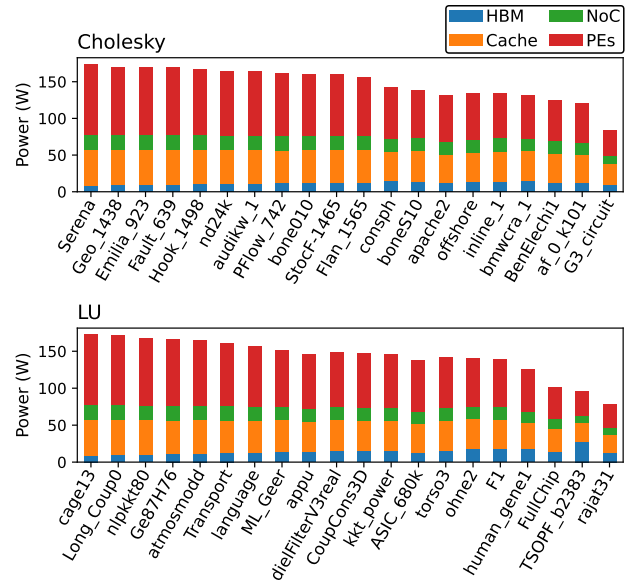 HBM
NoC
Cache
PEs
Cholesky
Power (W)
150
100
50
0
Serena
Geo_1438
Emilia_923
Fault_639
Hook_1498
nd24k
audikw_1
PFlow_742
bone010
StocF-1465
Flan_1565
consph
boneS10
apache2
offshore
inline_1
bmwcra_1
BenElechi1
af_0_k101
G3_circuit
LU
Power (W)
150
100
50
0
cage13
Long_Coup0
nlpkkt80
Ge87H76
atmosmodd
Transport
language
ML_Geer
appu
dielFilterV3real
CoupCons3D
kkt_power
ASIC_680k
torso3
ohne2
F1
human_gene1
FullChip
TSOPF_b2383
rajat31